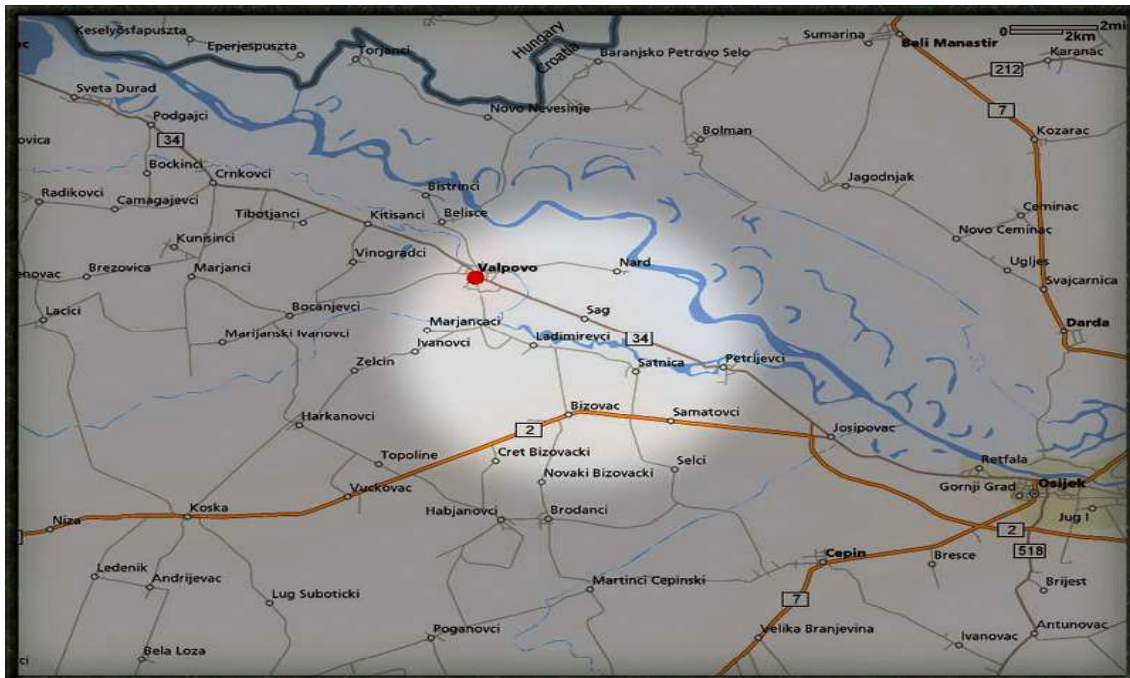 Keselyösfapuszta
Eperjespuszta
Torjanci
Hungary
Croatia
Baranjsko Petrovo Selo
Sumarina
Beli Manastir
0
2mi
2km
Karanac
212
Sveta Durad
Podgajci
34
Novo Nevesinje
7
Kozarac
ovica
Bolman
Bockinci
Crnkovci
Jagodnjak
Radikovci
Camagajevci
Bistrinci
Tibotjanci
Kitisanci
Belisce
Ceminac
Novo Ceminac
Kunisinci
Vinogradci
Valpovo
Nard
Ugljes
enovac
Brezovica
Marjanci
Svajcarnica
Lacici
Bocanjevci
Sag
Marjancaci
Darda
Marijanski Ivanovci
Ivanovci
Ladimirevci
34
Zelcin
Satnica
Petrijevci
Bizovac
Samatovci
Harkanovci
2
Josipovac
Topoline
Cret Bizovacki
Selci
Retfala
Novaki Bizovacki
Vuckovac
Gornji Grad
Osijek
Koska
Habjanovci
Brodanci
Jug I
Niza
2
Cepin
Bresce
518
Ledenik
Andrijevac
Martinci Cepinski
Brijest
Lug Suboticki
7
Poganovci
Velika Branjevina
Ivanovac
Antunovac
Bela Loza
ci